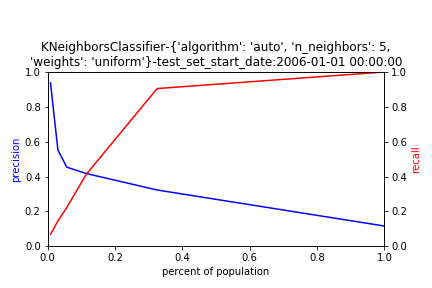 KNeighborsClassifier-{'algorithm': 'auto', 'n_neighbors': 5,
'weights': 'uniform'}-test_set_start_date:2006-01-01 00:00:00
1.0
0.8
0.6
0.4
0.2
0.0
precision
1.0
0.8
0.6
0.4
0.2
0.0
recall
0.0 0.2 0.4 0.6 0.8 1.0
percent of population